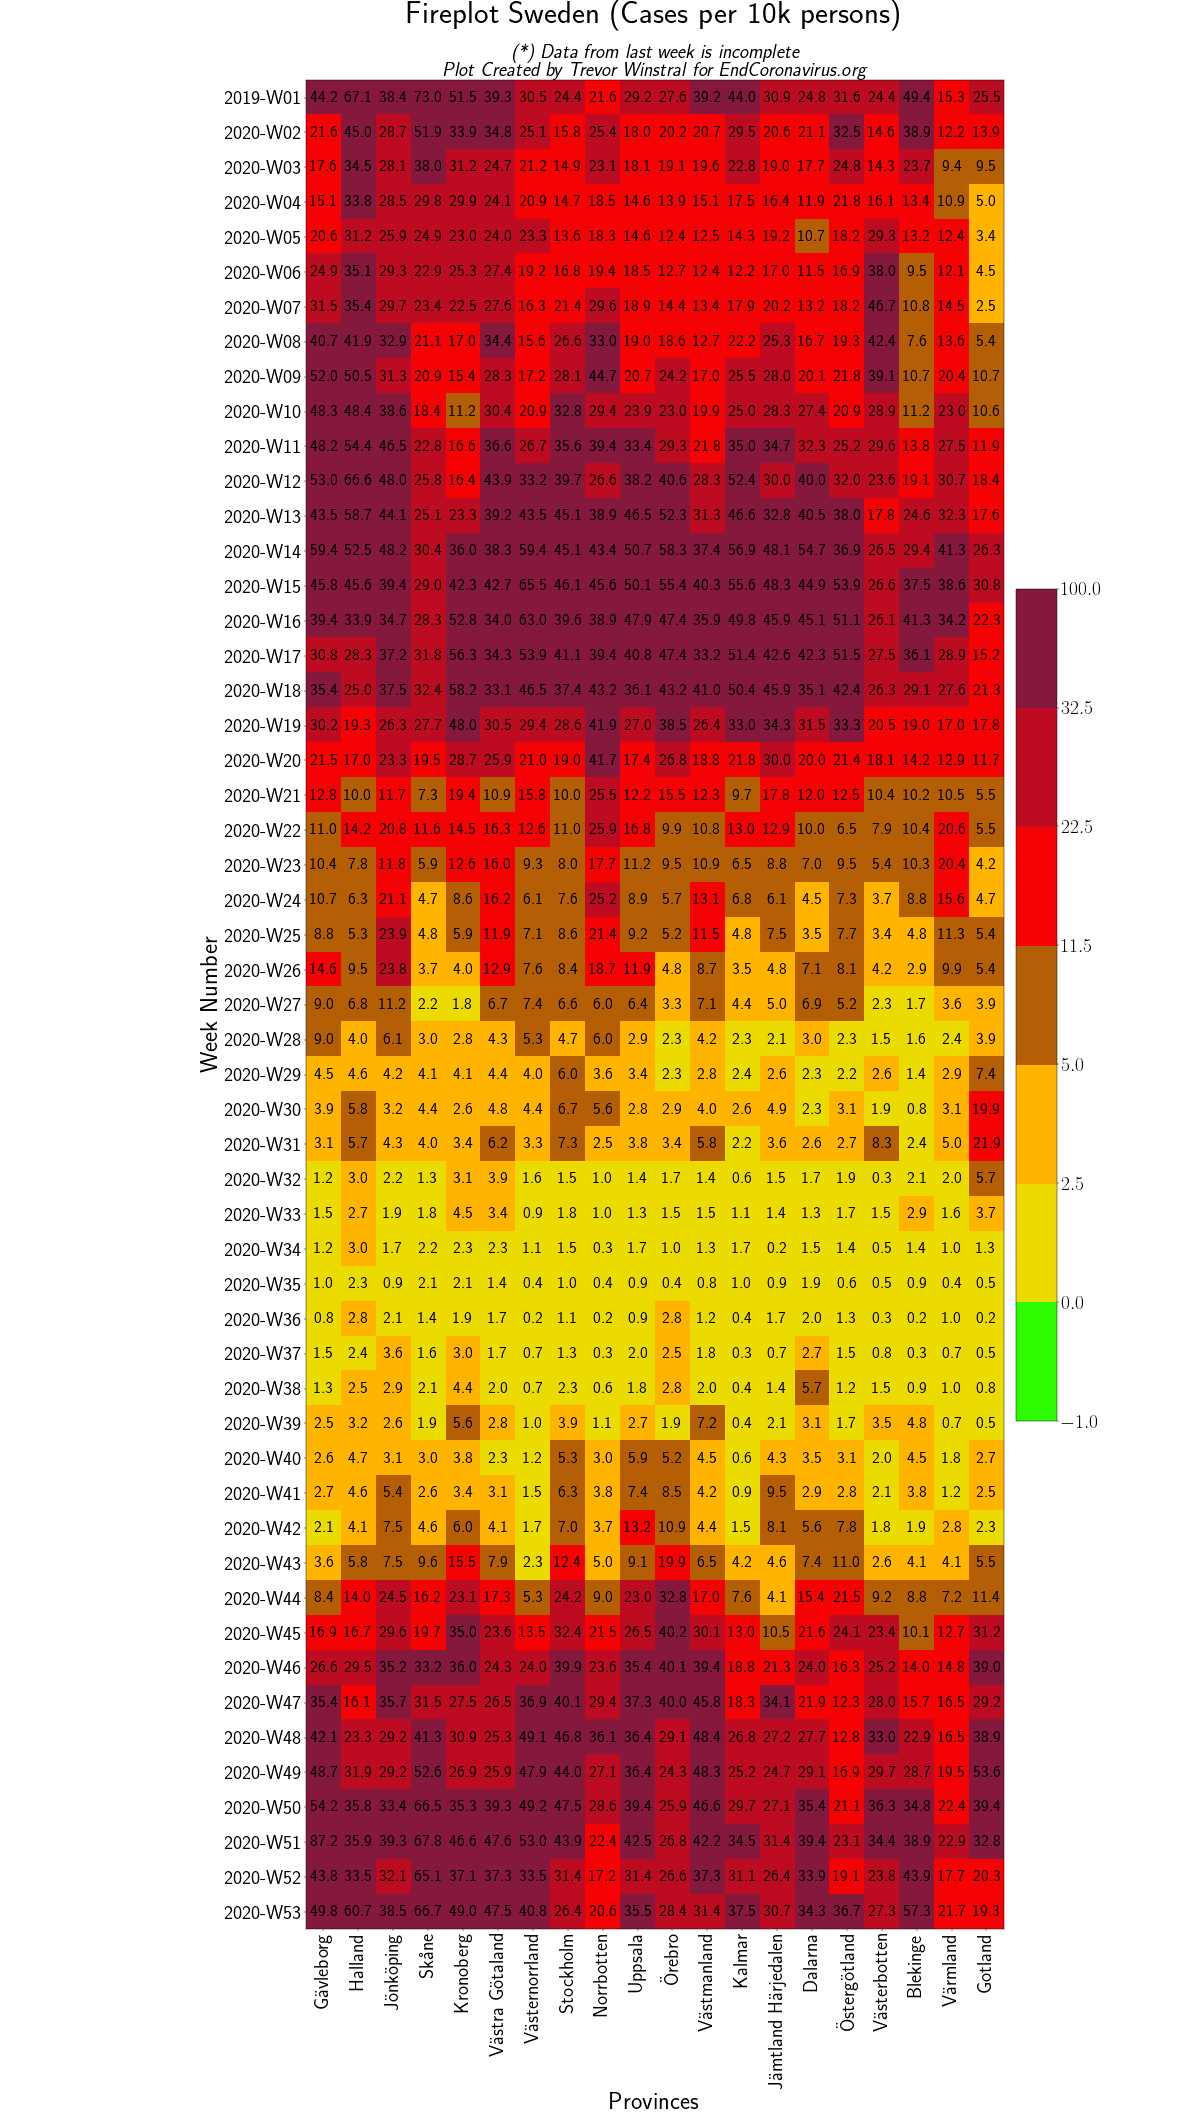 Fireplot Sweden (Cases per 10k persons)
(*) Data from last week is incomplete
Plot Created by Trevor Winstral for EndCoronavirus.org
2019-W01 44.2 67.1 38.4 73.0 51.5 39.3 30.5 24.4 21.6 29.2 27.6 39.2 44.0 30.9 24.8 31.6 24.4 49.4 15.3 25.5
2020-W02 21.6 45.0 28.7 51.9 33.9 34.8 25.1 15.8 25.4 18.0 20.2 20.7 29.5 20.6 21.1 32.5 14.6 38.9 12.2 13.9
2020-W03 17.6 34.5 28.1 38.0 31.2 24.7 21.2 14.9 23.1 18.1 19.1 19.6 22.8 19.0 17.7 24.8 14.3 23.7 9.4 9.5
2020-W04 15.1 33.8 28.5 29.8 29.9 24.1 20.9 14.7 18.5 14.6 13.9 15.1 17.5 16.4 11.9 21.8 16.1 13.4 10.9 5.0
2020-W05 20.6 31.2 25.9 24.9 23.0 24.0 23.3 13.6 18.3 14.6 12.4 12.5 14.3 19.2 10.7 18.2 29.3 13.2 12.4 3.4
2020-W06 24.9 35.1 29.3 22.9 25.3 27.4 19.2 16.8 19.4 18.5 12.7 12.4 12.2 17.0 11.5 16.9 38.0 9.5 12.1 4.5
2020-W07 31.5 35.4 29.7 23.4 22.5 27.6 16.3 21.4 29.6 18.9 14.4 13.4 17.9 20.2 13.2 18.2 46.7 10.8 14.5 2.5
2020-W08 40.7 41.9 32.9 21.1 17.0 34.4 15.6 26.6 33.0 19.0 18.6 12.7 22.2 25.3 16.7 19.3 42.4 7.6 13.6 5.4
2020-W09 52.0 50.5 31.3 20.9 15.4 28.3 17.2 28.1 44.7 20.7 24.2 17.0 25.5 28.0 20.1 21.8 39.1 10.7 20.4 10.7
2020-W10 48.3 48.4 38.6 18.4 11.2 30.4 20.9 32.8 29.4 23.9 23.0 19.9 25.0 28.3 27.4 20.9 28.9 11.2 23.0 10.6
2020-W11 48.2 54.4 46.5 22.8 16.6 36.6 26.7 35.6 39.4 33.4 29.3 21.8 35.0 34.7 32.3 25.2 29.6 13.8 27.5 11.9
2020-W12 53.0 66.6 48.0 25.8 16.4 43.9 33.2 39.7 26.6 38.2 40.6 28.3 52.4 30.0 40.0 32.0 23.6 19.1 30.7 18.4
2020-W13 43.5 58.7 44.1 25.1 23.3 39.2 43.5 45.1 38.9 46.5 52.3 31.3 46.6 32.8 40.5 38.0 17.8 24.6 32.3 17.6
2020-W14 59.4 52.5 48.2 30.4 36.0 38.3 59.4 45.1 43.4 50.7 58.3 37.4 56.9 48.1 54.7 36.9 26.5 29.4 41.3 26.3
2020-W15 45.8 45.6 39.4 29.0 42.3 42.7 65.5 46.1 45.6 50.1 55.4 40.3 55.6 48.3 44.9 53.9 26.6 37.5 38.6 30.8
2020-W16 39.4 33.9 34.7 28.3 52.8 34.0 63.0 39.6 38.9 47.9 47.4 35.9 49.8 45.9 45.1 51.1 26.1 41.3 34.2 22.3
2020-W17 30.8 28.3 37.2 31.8 56.3 34.3 53.9 41.1 39.4 40.8 47.4 33.2 51.4 42.6 42.3 51.5 27.5 36.1 28.9 15.2
2020-W18 35.4 25.0 37.5 32.4 58.2 33.1 46.5 37.4 43.2 36.1 43.2 41.0 50.4 45.9 35.1 42.4 26.3 29.1 27.6 21.3
2020-W19 30.2 19.3 26.3 27.7 48.0 30.5 29.4 28.6 41.9 27.0 38.5 26.4 33.0 34.3 31.5 33.3 20.5 19.0 17.0 17.8
2020-W20 21.5 17.0 23.3 19.5 28.7 25.9 21.0 19.0 41.7 17.4 26.8 18.8 21.8 30.0 20.0 21.4 18.1 14.2 12.9 11.7
2020-W21 12.8 10.0 11.7 7.3 19.4 10.9 15.8 10.0 25.5 12.2 15.5 12.3 9.7 17.8 12.0 12.5 10.4 10.2 10.5 5.5
2020-W22 11.0 14.2 20.8 11.6 14.5 16.3 12.6 11.0 25.9 16.8 9.9 10.8 13.0 12.9 10.0 6.5 7.9 10.4 20.6 5.5
2020-W23 10.4 7.8 11.8 5.9 12.6 16.0 9.3 8.0 17.7 11.2 9.5 10.9 6.5 8.8 7.0 9.5 5.4 10.3 20.4 4.2
2020-W24 10.7 6.3 21.1 4.7 8.6 16.2 6.1 7.6 25.2 8.9 5.7 13.1 6.8 6.1 4.5 7.3 3.7 8.8 15.6 4.7
2020-W25 8.8 5.3 23.9 4.8 5.9 11.9 7.1 8.6 21.4 9.2 5.2 11.5 4.8 7.5 3.5 7.7 3.4 4.8 11.3 5.4
2020-W26 14.6 9.5 23.8 3.7 4.0 12.9 7.6 8.4 18.7 11.9 4.8 8.7 3.5 4.8 7.1 8.1 4.2 2.9 9.9 5.4
2020-W27 9.0 6.8 11.2 2.2 1.8 6.7 7.4 6.6 6.0 6.4 3.3 7.1 4.4 5.0 6.9 5.2 2.3 1.7 3.6 3.9
2020-W28 9.0 4.0 6.1 3.0 2.8 4.3 5.3 4.7 6.0 2.9 2.3 4.2 2.3 2.1 3.0 2.3 1.5 1.6 2.4 3.9
2020-W29 4.5 4.6 4.2 4.1 4.1 4.4 4.0 6.0 3.6 3.4 2.3 2.8 2.4 2.6 2.3 2.2 2.6 1.4 2.9 7.4
2020-W30 3.9 5.8 3.2 4.4 2.6 4.8 4.4 6.7 5.6 2.8 2.9 4.0 2.6 4.9 2.3 3.1 1.9 0.8 3.1 19.9
2020-W31 3.1 5.7 4.3 4.0 3.4 6.2 3.3 7.3 2.5 3.8 3.4 5.8 2.2 3.6 2.6 2.7 8.3 2.4 5.0 21.9
2020-W32 1.2 3.0 2.2 1.3 3.1 3.9 1.6 1.5 1.0 1.4 1.7 1.4 0.6 1.5 1.7 1.9 0.3 2.1 2.0 5.7
2020-W33 1.5 2.7 1.9 1.8 4.5 3.4 0.9 1.8 1.0 1.3 1.5 1.5 1.1 1.4 1.3 1.7 1.5 2.9 1.6 3.7
2020-W34 1.2 3.0 1.7 2.2 2.3 2.3 1.1 1.5 0.3 1.7 1.0 1.3 1.7 0.2 1.5 1.4 0.5 1.4 1.0 1.3
2020-W35 1.0 2.3 0.9 2.1 2.1 1.4 0.4 1.0 0.4 0.9 0.4 0.8 1.0 0.9 1.9 0.6 0.5 0.9 0.4 0.5
2020-W36 0.8 2.8 2.1 1.4 1.9 1.7 0.2 1.1 0.2 0.9 2.8 1.2 0.4 1.7 2.0 1.3 0.3 0.2 1.0 0.2
2020-W37 1.5 2.4 3.6 1.6 3.0 1.7 0.7 1.3 0.3 2.0 2.5 1.8 0.3 0.7 2.7 1.5 0.8 0.3 0.7 0.5
2020-W38 1.3 2.5 2.9 2.1 4.4 2.0 0.7 2.3 0.6 1.8 2.8 2.0 0.4 1.4 5.7 1.2 1.5 0.9 1.0 0.8
2020-W39 2.5 3.2 2.6 1.9 5.6 2.8 1.0 3.9 1.1 2.7 1.9 7.2 0.4 2.1 3.1 1.7 3.5 4.8 0.7 0.5
2020-W40 2.6 4.7 3.1 3.0 3.8 2.3 1.2 5.3 3.0 5.9 5.2 4.5 0.6 4.3 3.5 3.1 2.0 4.5 1.8 2.7
2020-W41 2.7 4.6 5.4 2.6 3.4 3.1 1.5 6.3 3.8 7.4 8.5 4.2 0.9 9.5 2.9 2.8 2.1 3.8 1.2 2.5
2020-W42 2.1 4.1 7.5 4.6 6.0 4.1 1.7 7.0 3.7 13.2 10.9 4.4 1.5 8.1 5.6 7.8 1.8 1.9 2.8 2.3
2020-W43 3.6 5.8 7.5 9.6 15.5 7.9 2.3 12.4 5.0 9.1 19.9 6.5 4.2 4.6 7.4 11.0 2.6 4.1 4.1 5.5
2020-W44 8.4 14.0 24.5 16.2 23.1 17.3 5.3 24.2 9.0 23.0 32.8 17.0 7.6 4.1 15.4 21.5 9.2 8.8 7.2 11.4
2020-W45 16.9 16.7 29.6 19.7 35.0 23.6 13.5 32.4 21.5 26.5 40.2 30.1 13.0 10.5 21.6 24.1 23.4 10.1 12.7 31.2
2020-W46 26.6 29.5 35.2 33.2 36.0 24.3 24.0 39.9 23.6 35.4 40.1 39.4 18.8 21.3 24.0 16.3 25.2 14.0 14.8 39.0
2020-W47 35.4 16.1 35.7 31.5 27.5 26.5 36.9 40.1 29.4 37.3 40.0 45.8 18.3 34.1 21.9 12.3 28.0 15.7 16.5 29.2
2020-W48 42.1 23.3 29.2 41.3 30.9 25.3 49.1 46.8 36.1 36.4 29.1 48.4 26.8 27.2 27.7 12.8 33.0 22.9 16.5 38.9
2020-W49 48.7 31.9 29.2 52.6 26.9 25.9 47.9 44.0 27.1 36.4 24.3 48.3 25.2 24.7 29.1 16.9 29.7 28.7 19.5 53.6
2020-W50 54.2 35.8 33.4 66.5 35.3 39.3 49.2 47.5 28.6 39.4 25.9 46.6 29.7 27.1 35.4 21.1 36.3 34.8 22.4 39.4
2020-W51 87.2 35.9 39.3 67.8 46.6 47.6 53.0 43.9 22.4 42.5 26.8 42.2 34.5 31.4 39.4 23.1 34.4 38.9 22.9 32.8
2020-W52 43.8 33.5 32.1 65.1 37.1 37.3 33.5 31.4 17.2 31.4 26.6 37.3 31.1 26.4 33.9 19.1 23.8 43.9 17.7 20.3
2020-W53 49.8 60.7 38.5 66.7 49.0 47.5 40.8 26.4 20.6 35.5 28.4 31.4 37.5 30.7 34.3 36.7 27.3 57.3 21.7 19.3
Week Number
Gävleborg
Halland
Jönköping
Skåne
Kronoberg
Västra Götaland
Västernorrland
Stockholm
Norrbotten
Uppsala
Örebro
Västmanland
Kalmar
Jämtland Härjedalen
Dalarna
Östergötland
Västerbotten
Blekinge
Värmland
Gotland
Provinces
100.0
32.5
22.5
11.5
5.0
2.5
0.0
−1.0